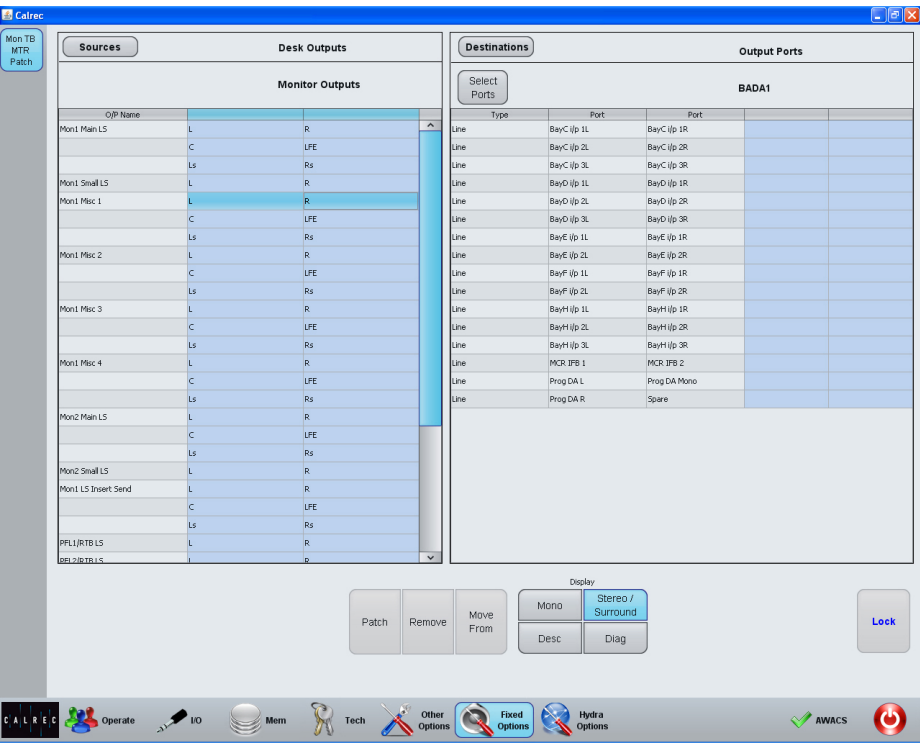 Calrec
Mon TB
MTR
Patch
Sources
Desk Outputs
Monitor Outputs
O/P Name
Mon1 Main LS L R
C LFE
Ls Rs
Mon1 Small LS L R
Mon1 Misc 1 L R
C LFE
Ls Rs
Mon1 Misc 2 L R
C LFE
Ls Rs
Mon1 Misc 3 L R
C LFE
Ls Rs
Mon1 Misc 4 L R
C LFE
Ls Rs
Mon2 Main LS L R
C LFE
Ls Rs
Mon2 Small LS L R
Mon1 LS Insert Send L R
C LFE
Ls Rs
PFL1/RTB LS L R
PFL2/RTB LS L R
Destinations
Output Ports
Select
Ports
BADA1
Type Port Port
Line BayC i/p 1L BayC i/p 1R
Line BayC i/p 2L BayC i/p 2R
Line BayC i/p 3L BayC i/p 3R
Line BayD i/p 1L BayD i/p 1R
Line BayD i/p 2L BayD i/p 2R
Line BayD i/p 3L BayD i/p 3R
Line BayE i/p 1L BayE i/p 1R
Line BayE i/p 2L BayE i/p 2R
Line BayF i/p 1L BayF i/p 1R
Line BayF i/p 2L BayF i/p 2R
Line BayH i/p 1L BayH i/p 1R
Line BayH i/p 2L BayH i/p 2R
Line BayH i/p 3L BayH i/p 3R
Line MCR IFB 1 MCR IFB 2
Line Prog DA L Prog DA Mono
Line Prog DA R Spare
Patch
Remove
Move
From
Display
Mono
Stereo /
Surround
Desc
Diag
Lock
CALREC
Operate
I/O
Mem
Tech
Other
Options
Fixed
Options
Hydra
Options
AWACS